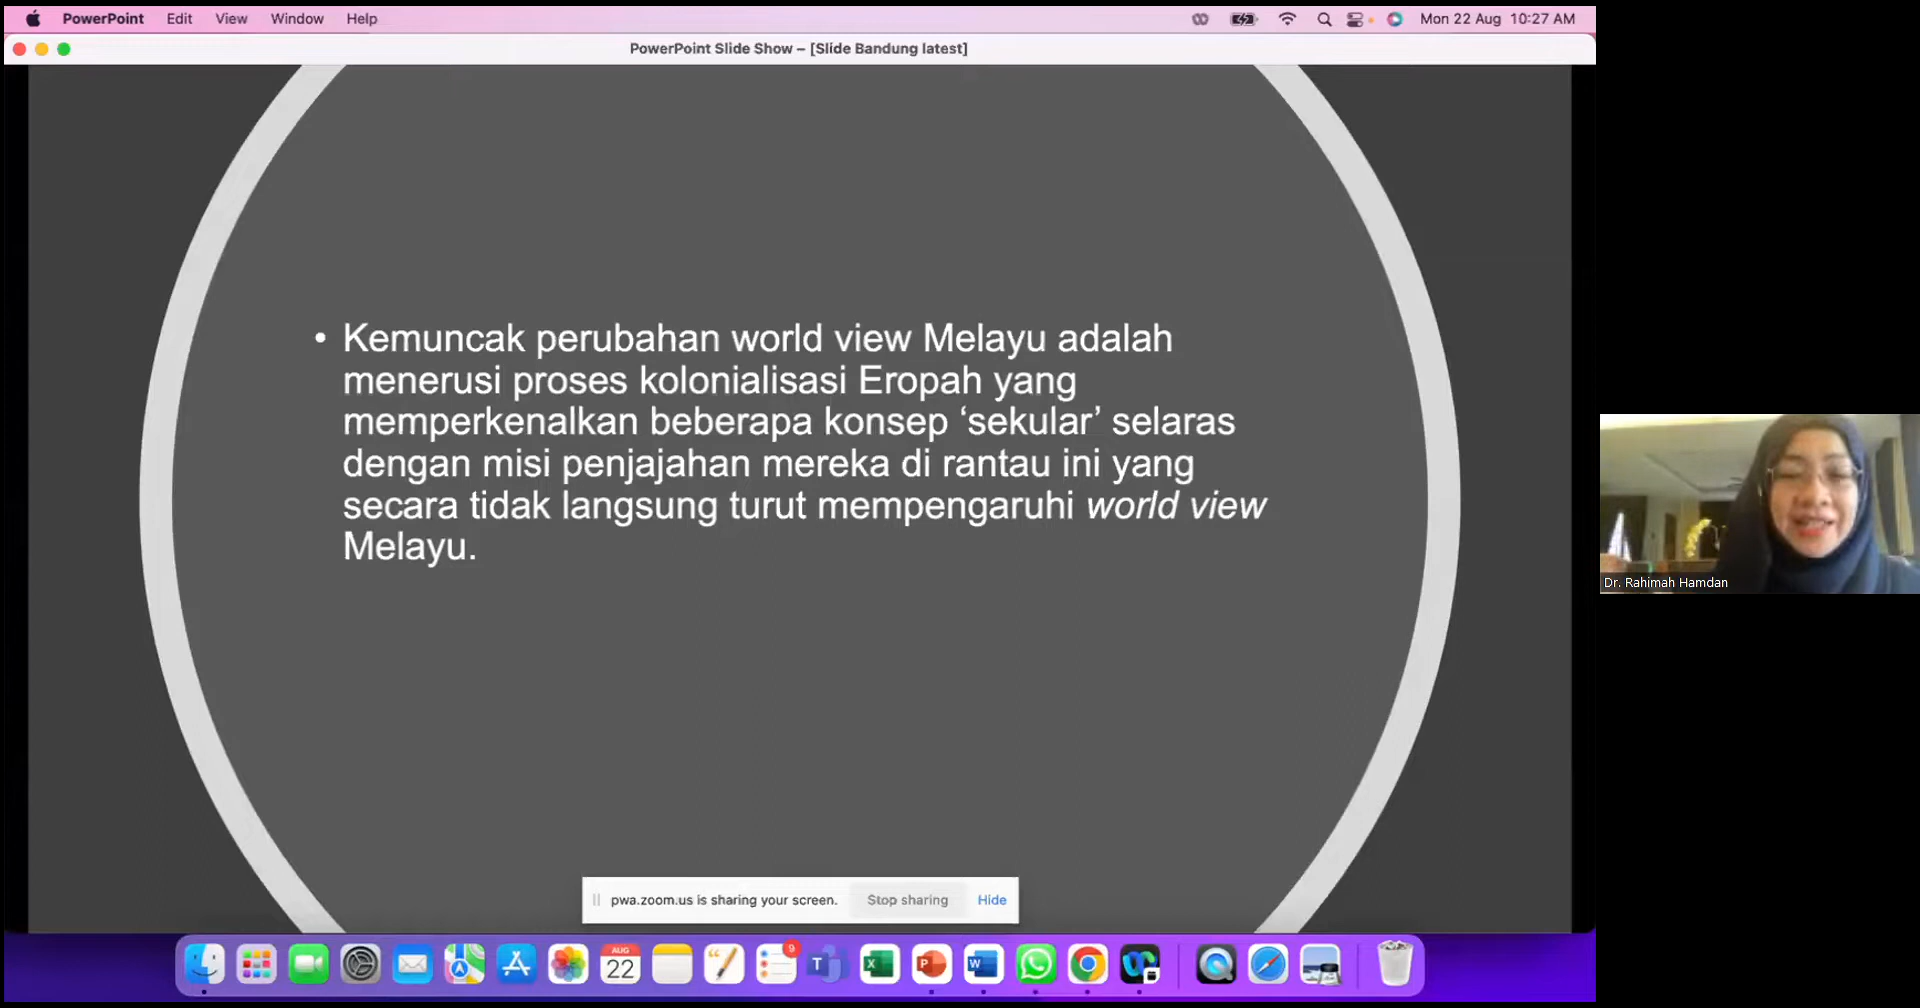 PowerPoint Edit View Window Help Mon 22 Aug 10:27 AM
PowerPoint Slide Show – [Slide Bandung latest]
• Kemuncak perubahan world view Melayu adalah
menerusi proses kolonialisasi Eropah yang
memperkenalkan beberapa konsep ‘sekular’ selaras
dengan misi penjajahan mereka di rantau ini yang
secara tidak langsung turut mempengaruhi world view
Melayu.
Dr. Rahimah Hamdan
pwa.zoom.us is sharing your screen. Stop sharing Hide
AUG
22
9
T
X
P
W